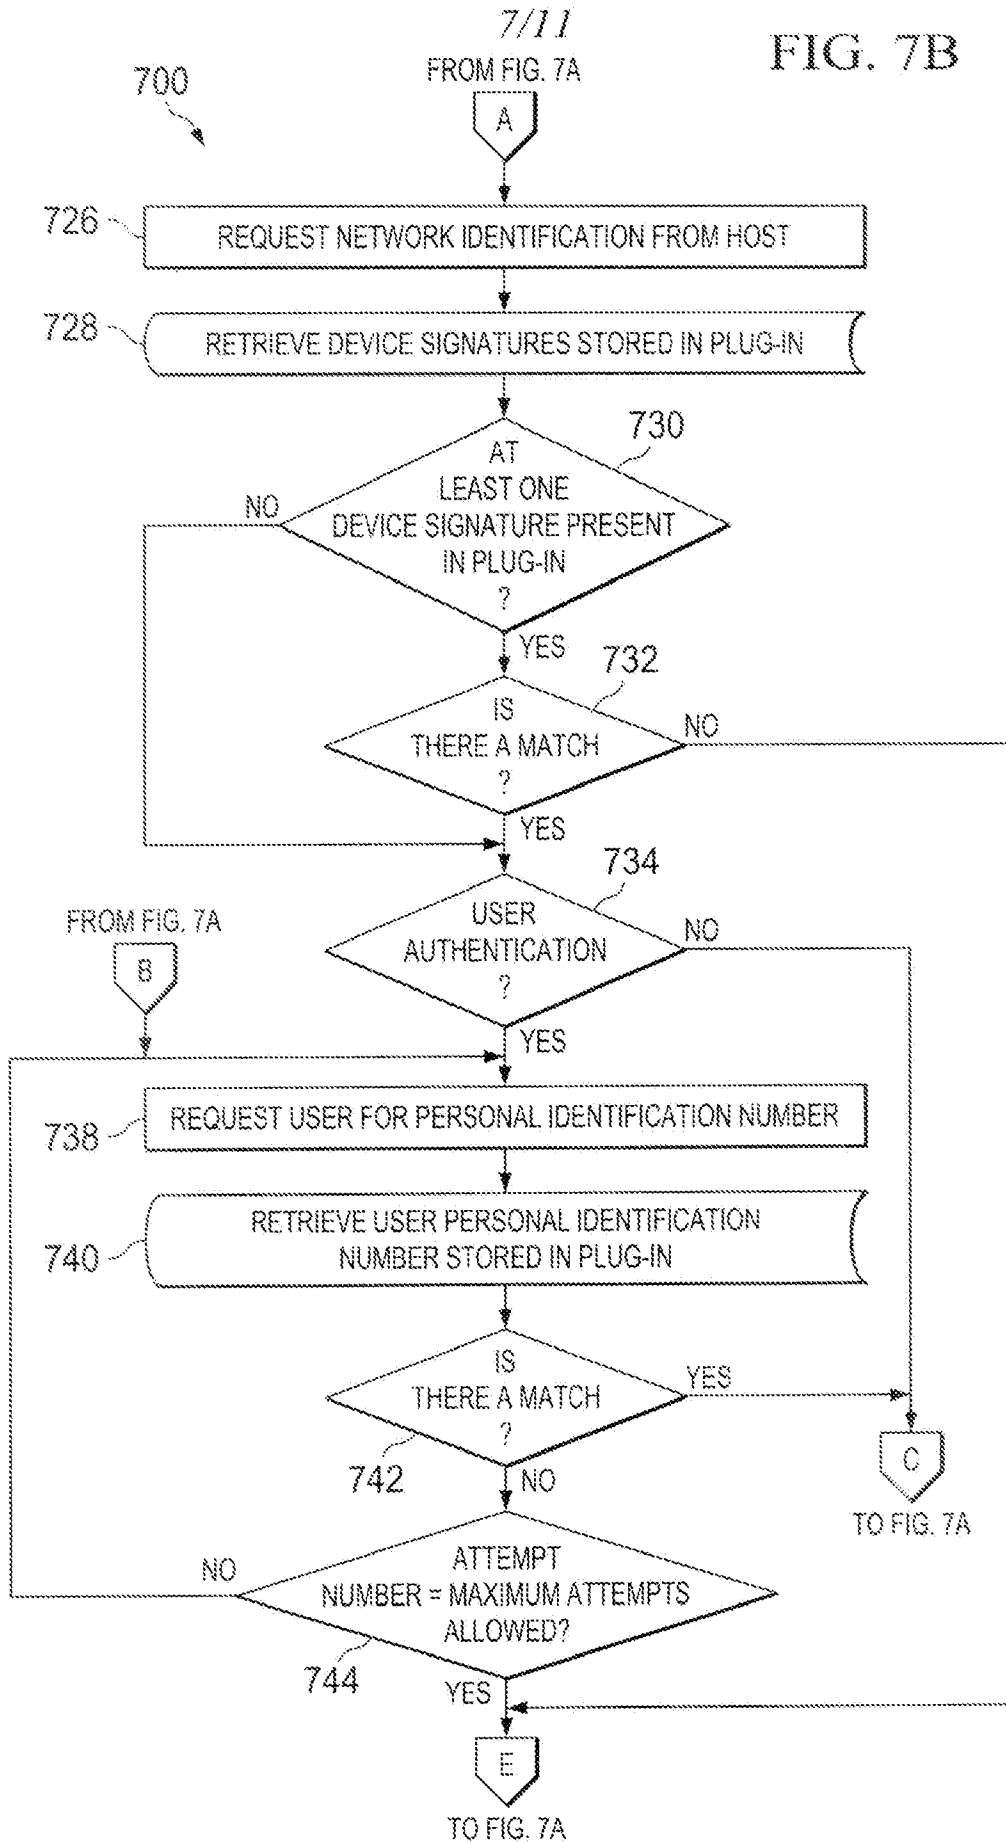 7/11
FIG. 7B
FROM FIG. 7A
700
A
726
REQUEST NETWORK IDENTIFICATION FROM HOST
728
RETRIEVE DEVICE SIGNATURES STORED IN PLUG-IN
730
AT
LEAST ONE
DEVICE SIGNATURE PRESENT
IN PLUG-IN
?
NO
YES
732
IS
THERE A MATCH
?
NO
YES
734
USER
AUTHENTICATION
?
NO
FROM FIG. 7A
B
YES
738
REQUEST USER FOR PERSONAL IDENTIFICATION NUMBER
740
RETRIEVE USER PERSONAL IDENTIFICATION
NUMBER STORED IN PLUG-IN
IS
THERE A MATCH
?
YES
742
NO
C
TO FIG. 7A
ATTEMPT
NUMBER = MAXIMUM ATTEMPTS
ALLOWED?
NO
744
YES
E
TO FIG. 7A